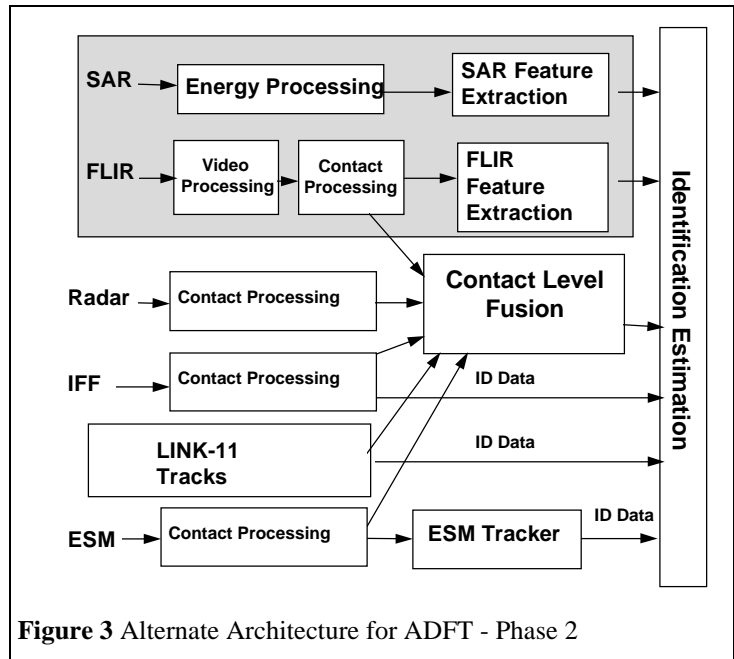 SAR
Energy Processing
SAR Feature
Extraction
FLIR
Video
Processing
Contact
Processing
FLIR
Feature
Extraction
Identification Estimation
Radar
Contact Processing
Contact Level
Fusion
IFF
Contact Processing
ID Data
LINK-11
Tracks
ID Data
ESM
Contact Processing
ESM Tracker
ID Data
Figure 3 Alternate Architecture for ADFT - Phase 2